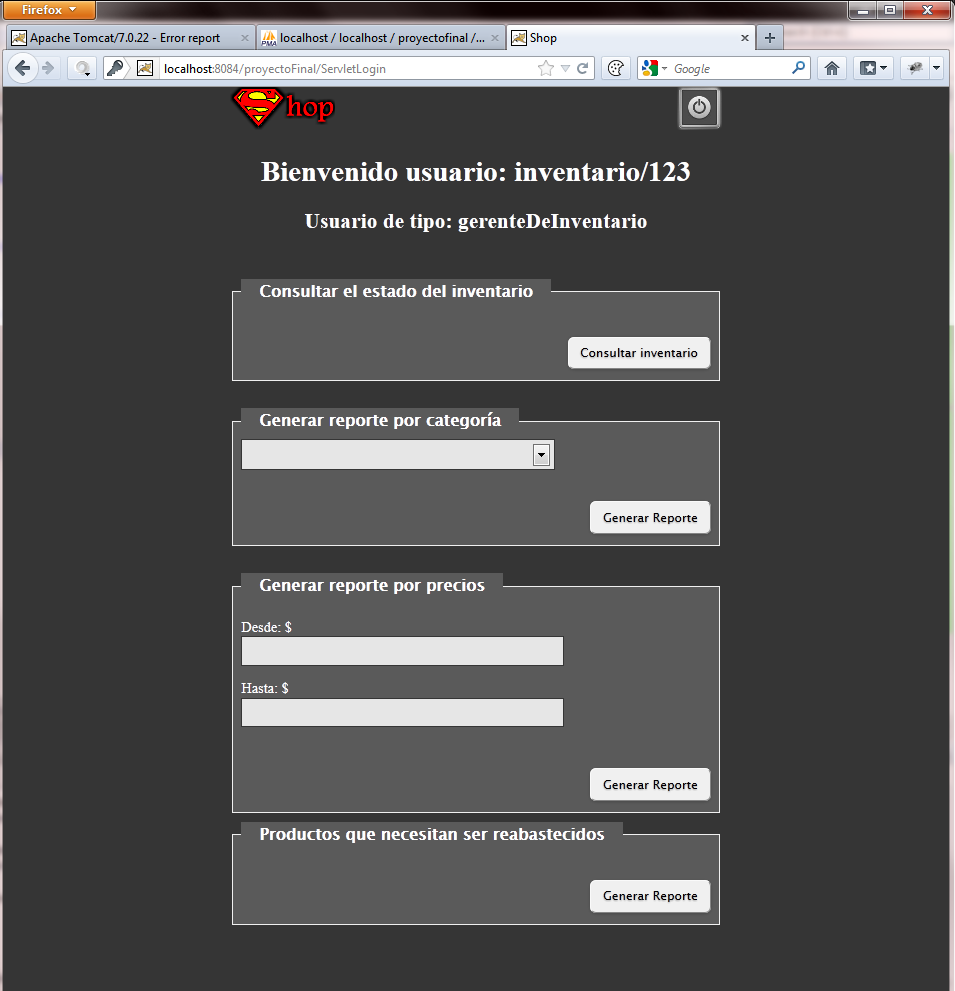 Firefox
Apache Tomcat/7.0.22 - Error report
PMA localhost / localhost / proyectofinal /...
Shop
localhost:8084/proyectoFinal/ServletLogin
Google
Shop
Bienvenido usuario: inventario/123
Usuario de tipo: gerenteDeInventario
Consultar el estado del inventario
Consultar inventario
Generar reporte por categoría
Generar Reporte
Generar reporte por precios
Desde: $
Hasta: $
Generar Reporte
Productos que necesitan ser reabastecidos
Generar Reporte